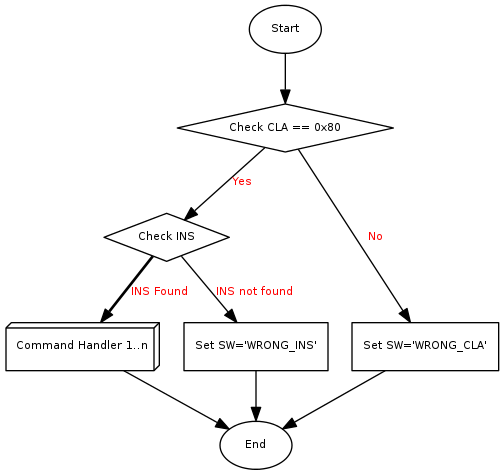 Start
Check CLA == 0x80
Yes
No
Check INS
INS Found
INS not found
Command Handler 1..n
Set SW='WRONG_INS'
Set SW='WRONG_CLA'
End